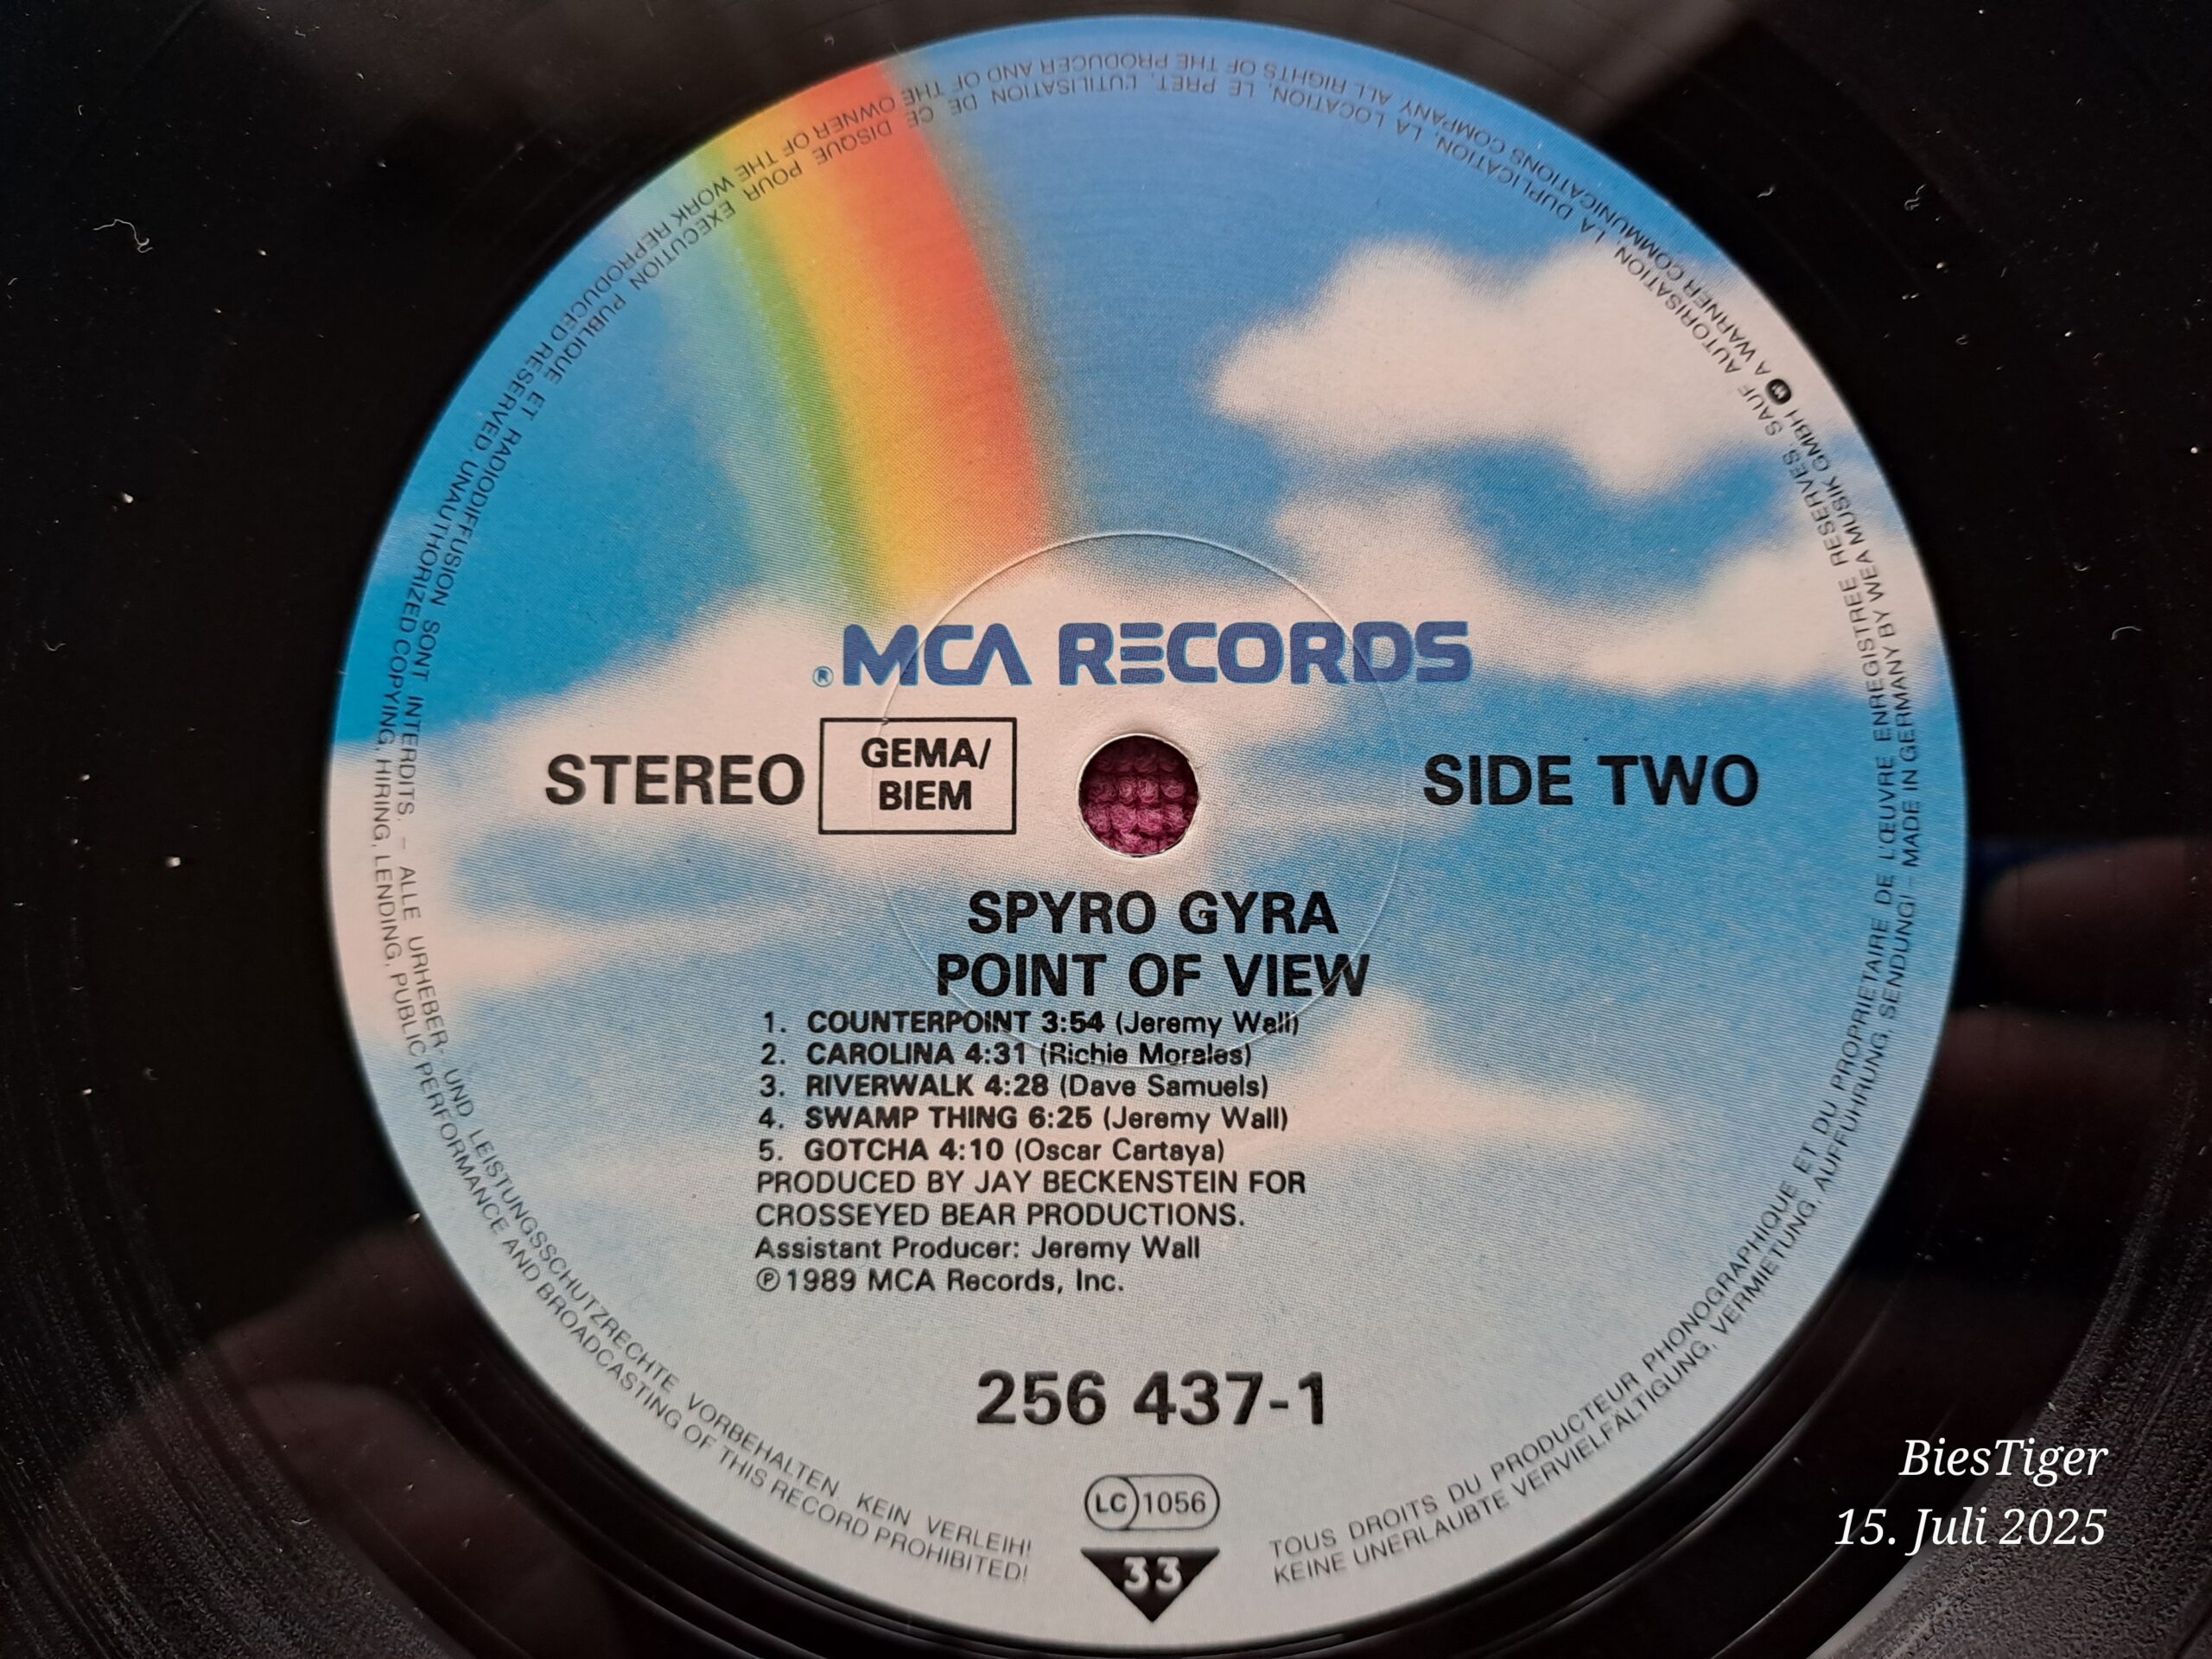 ® MCA RECORDS
STEREO
GEMA/
BIEM
SIDE TWO
SPYRO GYRA
POINT OF VIEW
1. COUNTERPOINT 3:54 (Jeremy Wall)
2. CAROLINA 4:31 (Richie Morales)
3. RIVERWALK 4:28 (Dave Samuels)
4. SWAMP THING 6:25 (Jeremy Wall)
5. GOTCHA 4:10 (Oscar Cartaya)
PRODUCED BY JAY BECKENSTEIN FOR
CROSSEYED BEAR PRODUCTIONS.
Assistant Producer: Jeremy Wall
℗ 1989 MCA Records, Inc.
256 437-1
LC 1056
33
TOUS DROITS DU PRODUCTEUR PHONOGRAPHIQUE ET DU PROPRIETAIRE DE L'ŒUVRE ENREGISTREE RESERVES. SAUF AUTORISATION, LA DUPLICATION, LA LOCATION, LE PRET, L'UTILISATION DE CE DISQUE POUR EXECUTION PUBLIQUE ET RADIODIFFUSION SONT INTERDITS. – ALLE URHEBER- UND LEISTUNGSSCHUTZRECHTE VORBEHALTEN. KEIN VERLEIH!
KEINE UNERLAUBTE VERVIELFÄLTIGUNG, VERMIETUNG, AUFFÜHRUNG, SENDUNG! – MADE IN GERMANY BY WEA MUSIK GMBH A WARNER COMMUNICATIONS COMPANY. ALL RIGHTS OF THE PRODUCER AND OF THE OWNER OF THE WORK REPRODUCED RESERVED. UNAUTHORIZED COPYING, HIRING, LENDING, PUBLIC PERFORMANCE AND BROADCASTING OF THIS RECORD PROHIBITED!
BiesTiger
15. Juli 2025